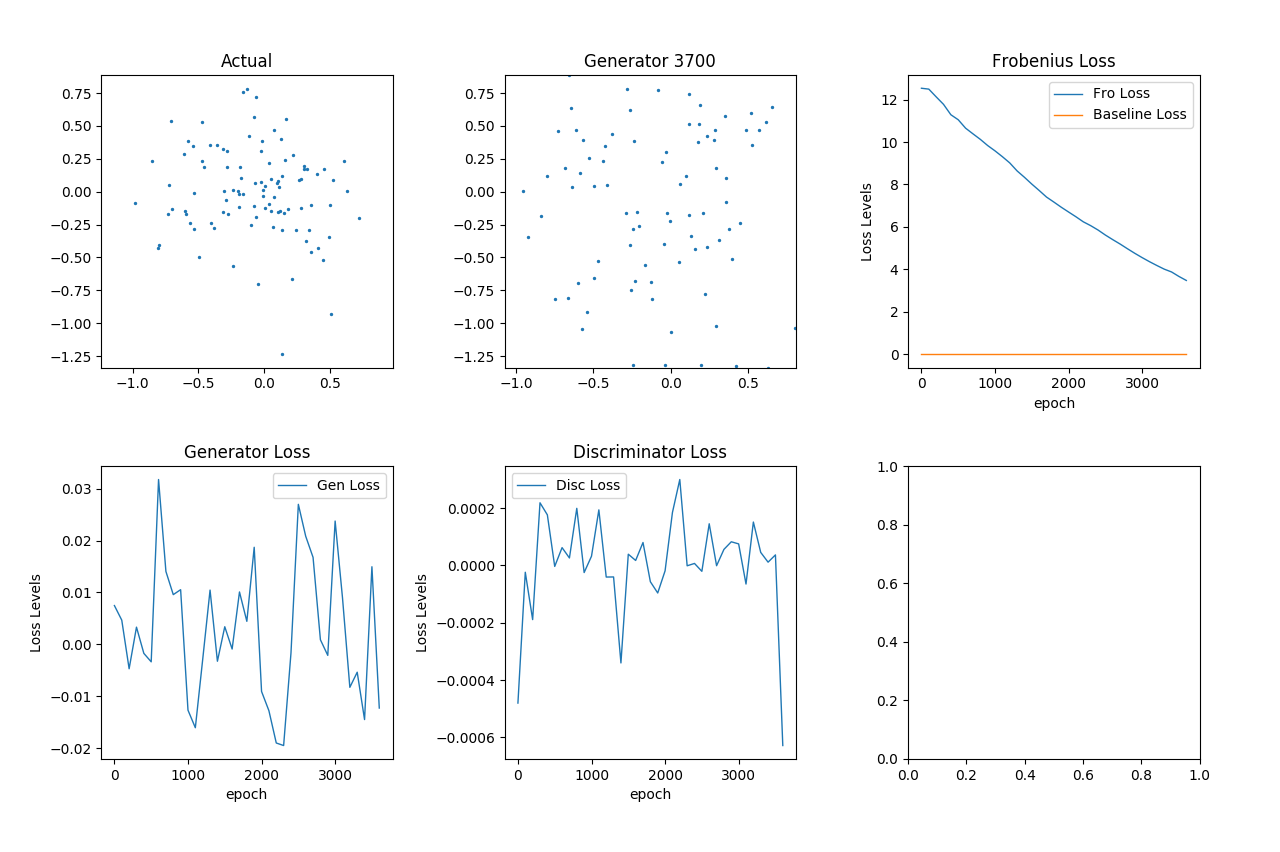 Actual
0.75
0.50
0.25
0.00
−0.25
−0.50
−0.75
−1.00
−1.25
−1.0 −0.5 0.0 0.5
Generator 3700
0.75
0.50
0.25
0.00
−0.25
−0.50
−0.75
−1.00
−1.25
−1.0 −0.5 0.0 0.5
Frobenius Loss
Fro Loss
Baseline Loss
Loss Levels
12
10
8
6
4
2
0
0 1000 2000 3000
epoch
Generator Loss
Gen Loss
Loss Levels
0.03
0.02
0.01
0.00
−0.01
−0.02
0 1000 2000 3000
epoch
Discriminator Loss
Disc Loss
Loss Levels
0.0002
0.0000
−0.0002
−0.0004
−0.0006
0 1000 2000 3000
epoch
1.0
0.8
0.6
0.4
0.2
0.0
0.0 0.2 0.4 0.6 0.8 1.0